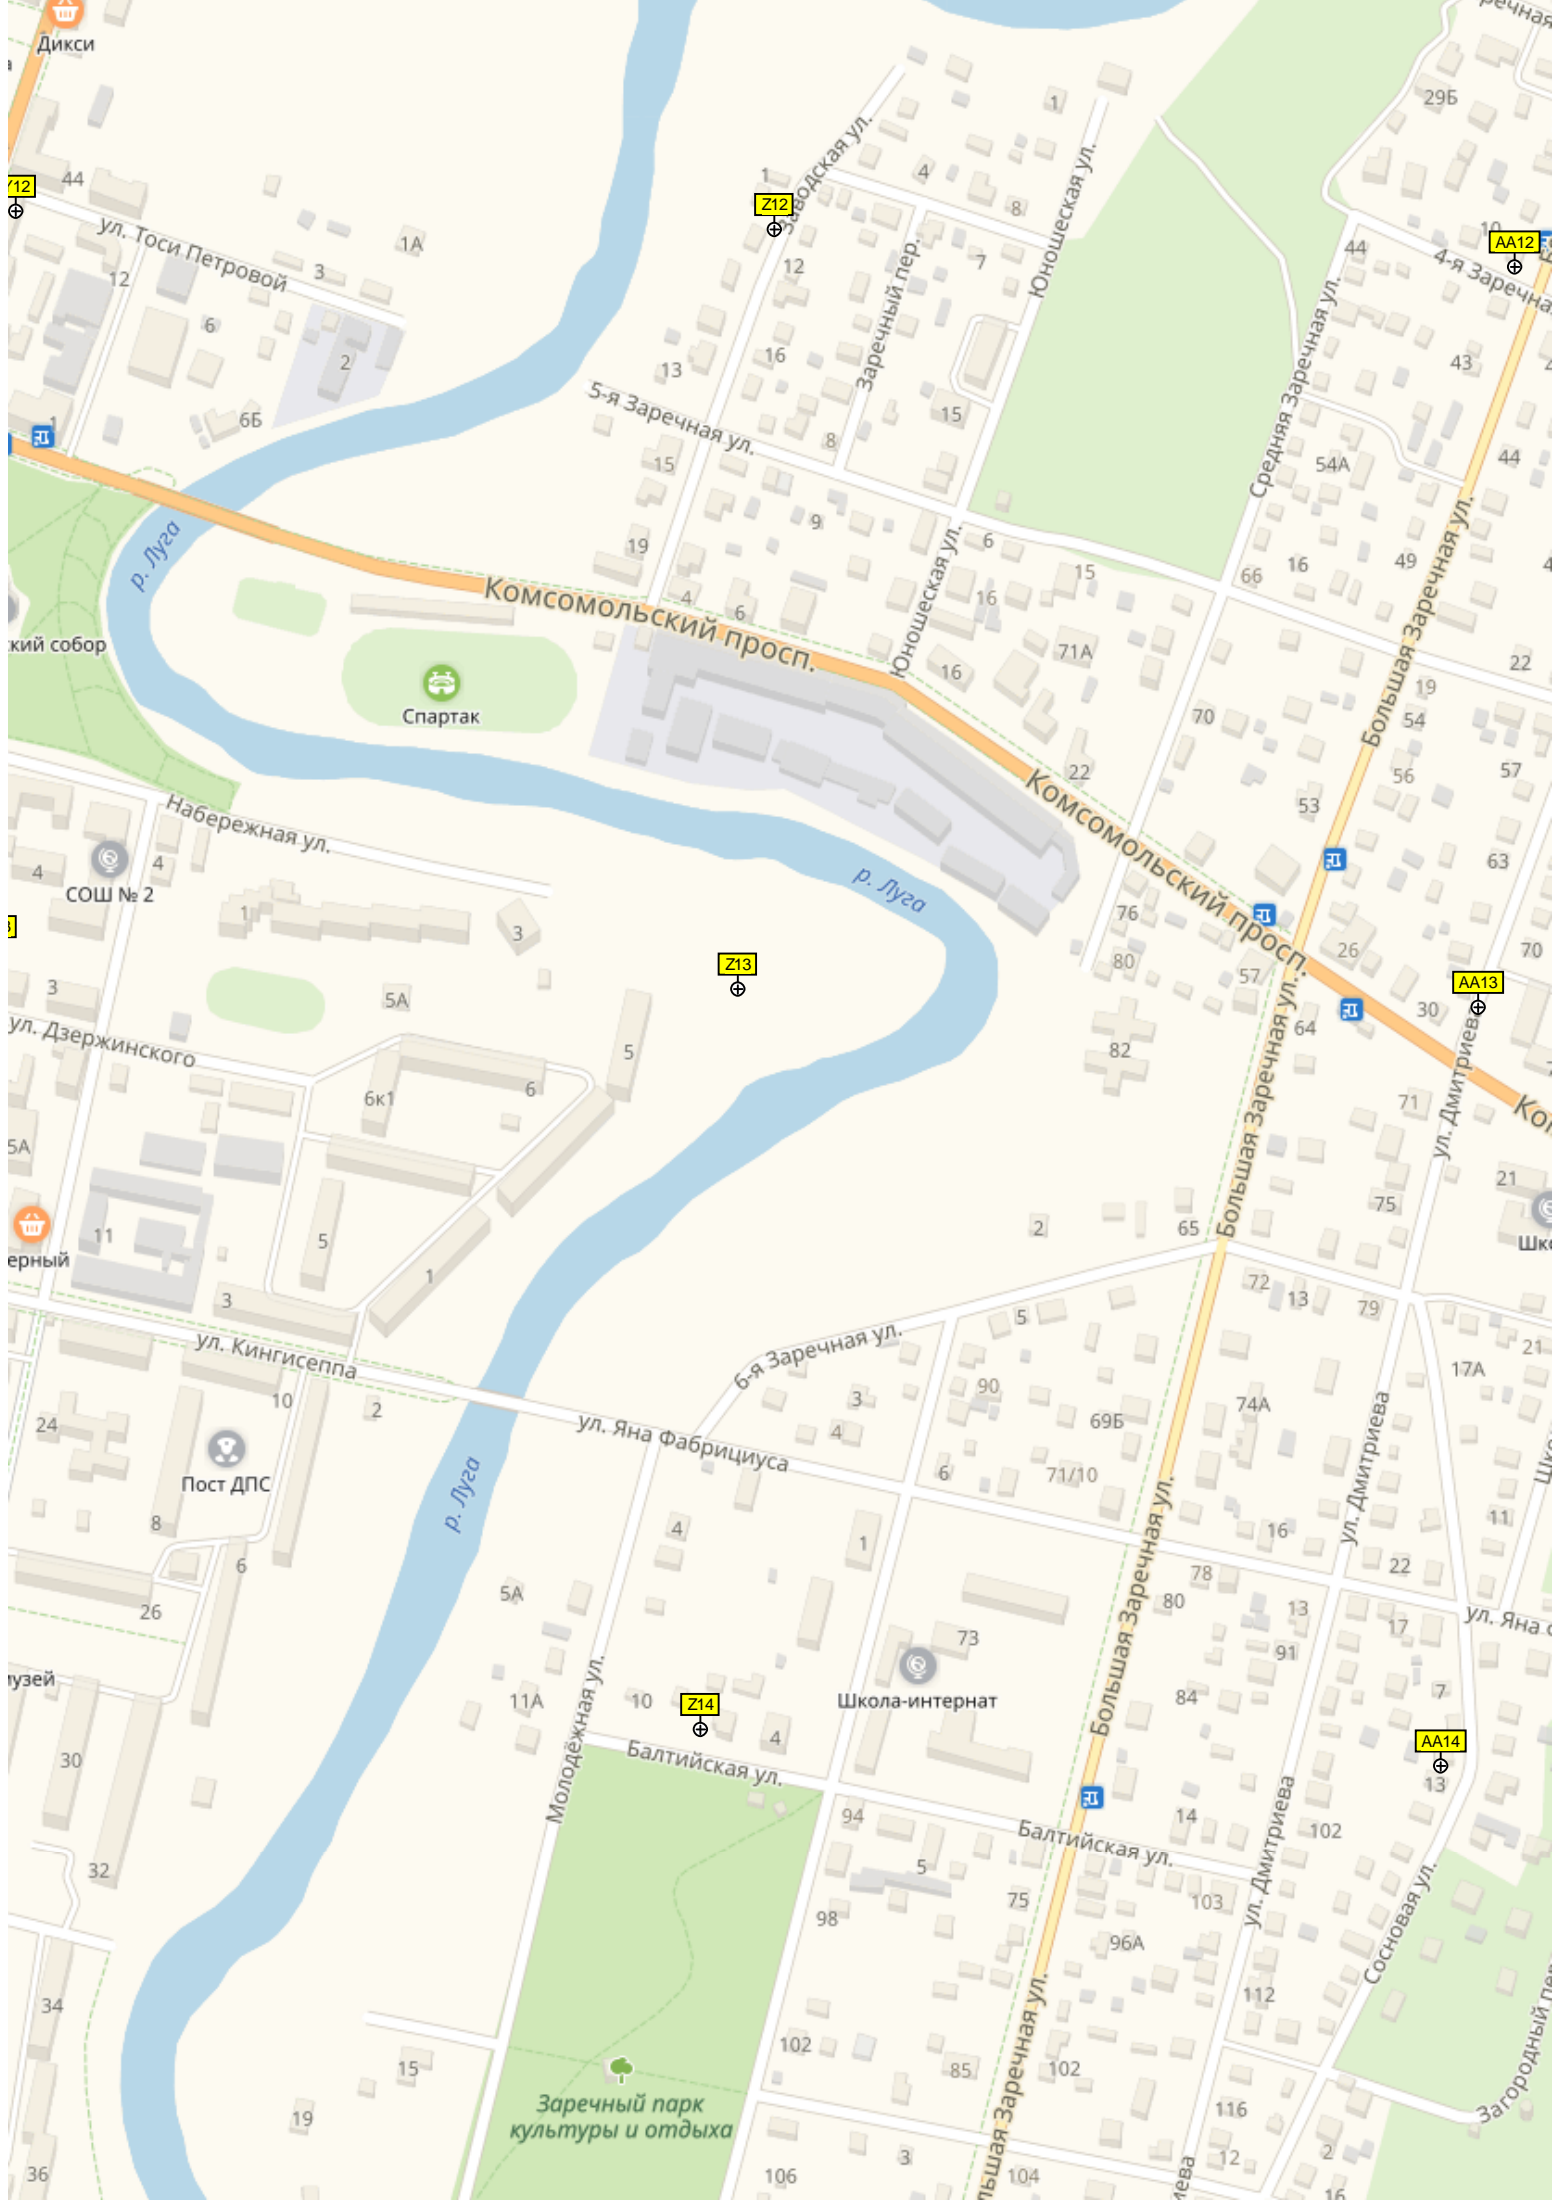 Дикси
44
12
ул. Тоси Петровой
3
1А
6
2
6Б
1
Z12
1
Заводская ул.
4
8
1
Юношеская ул.
7
12
16
13
Заречный пер.
15
8
5-я Заречная ул.
15
9
19
29Б
44
10
AA12
4-я Заречная
43
44
Средняя Заречная ул.
54А
49
16
66
6
15
16
Юношеская ул.
71А
16
4
6
Комсомольский просп.
р. Луга
Спартак
22
70
Большая Заречная ул.
22
19
54
56
57
53
63
Комсомольский просп.
Набережная ул.
4
4
СОШ № 2
1
3
р. Луга
76
80
57
26
70
Z13
AA13
30
64
82
3
5А
ул. Дзержинского
5
6к1
6
5А
11
5
1
3
71
ул. Дмитриева
Большая Заречная ул.
75
21
2
65
72
13
79
5
6-я Заречная ул.
ул. Кингисеппа
24
10
2
Пост ДПС
8
6
26
ул. Яна Фабрициуса
р. Луга
3
4
90
69Б
71/10
6
74А
17А
21
ул. Дмитриева
16
11
22
78
80
13
91
17
4
1
5А
73
Школа-интернат
Большая Заречная ул.
84
7
AA14
13
11А
10
Z14
4
Молодёжная ул.
Балтийская ул.
30
32
94
5
98
75
Балтийская ул.
14
102
103
ул. Дмитриева
Сосновая ул.
96А
112
34
15
19
36
102
85
102
116
12
2
16
Заречный парк
культуры и отдыха
106
3
104
Загородный пер.